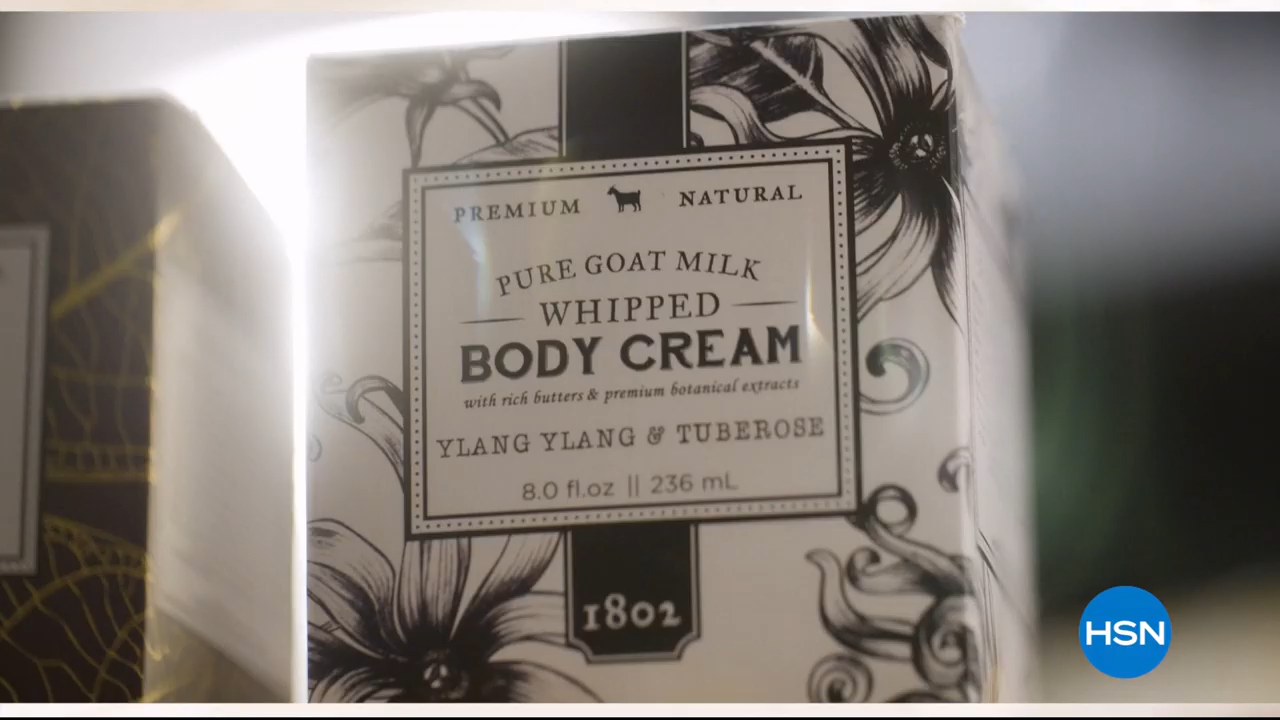 PREMIUM NATURAL
PURE GOAT MILK
WHIPPED
BODY CREAM
with rich butters & premium botanical extracts
YLANG YLANG & TUBEROSE
8.0 fl.oz || 236 mL
1802
HSN